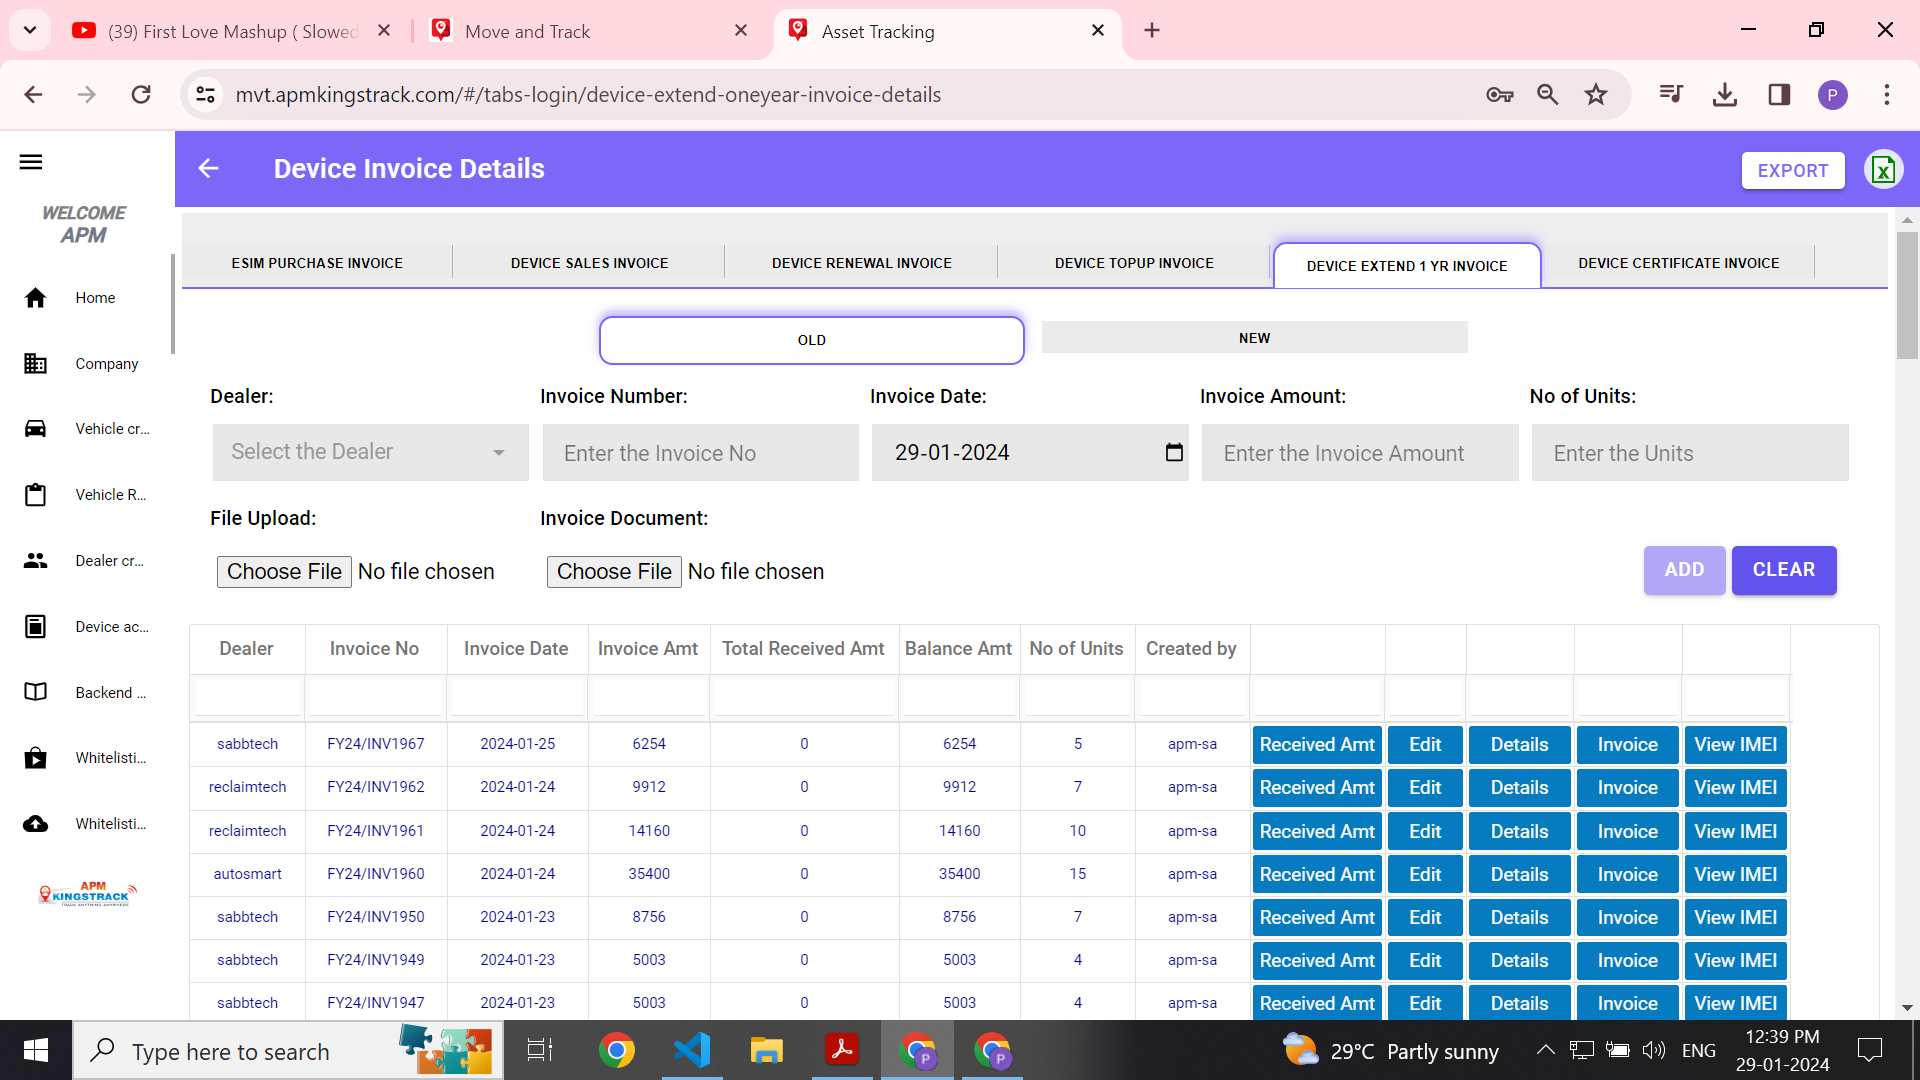 (39) First Love Mashup ( Slowed
Move and Track
Asset Tracking
mvt.apmkingstrack.com/#/tabs-login/device-extend-oneyear-invoice-details
P
WELCOME
APM
Home
Company
Vehicle cr...
Vehicle R...
Dealer cr...
Device ac...
Backend ...
Whitelisti...
Whitelisti...
APM
KINGSTRACK
TRACK ANYTHING ANYWHERE
Device Invoice Details
EXPORT
ESIM PURCHASE INVOICE
DEVICE SALES INVOICE
DEVICE RENEWAL INVOICE
DEVICE TOPUP INVOICE
DEVICE EXTEND 1 YR INVOICE
DEVICE CERTIFICATE INVOICE
OLD
NEW
Dealer: Invoice Number: Invoice Date: Invoice Amount: No of Units:
Select the Dealer Enter the Invoice No 29-01-2024 Enter the Invoice Amount Enter the Units
File Upload: Invoice Document:
Choose File No file chosen Choose File No file chosen
ADD CLEAR
Dealer Invoice No Invoice Date Invoice Amt Total Received Amt Balance Amt No of Units Created by
sabbtech FY24/INV1967 2024-01-25 6254 0 6254 5 apm-sa Received Amt Edit Details Invoice View IMEI
reclaimtech FY24/INV1962 2024-01-24 9912 0 9912 7 apm-sa Received Amt Edit Details Invoice View IMEI
reclaimtech FY24/INV1961 2024-01-24 14160 0 14160 10 apm-sa Received Amt Edit Details Invoice View IMEI
autosmart FY24/INV1960 2024-01-24 35400 0 35400 15 apm-sa Received Amt Edit Details Invoice View IMEI
sabbtech FY24/INV1950 2024-01-23 8756 0 8756 7 apm-sa Received Amt Edit Details Invoice View IMEI
sabbtech FY24/INV1949 2024-01-23 5003 0 5003 4 apm-sa Received Amt Edit Details Invoice View IMEI
sabbtech FY24/INV1947 2024-01-23 5003 0 5003 4 apm-sa Received Amt Edit Details Invoice View IMEI
Type here to search
29°C Partly sunny
ENG
12:39 PM
29-01-2024